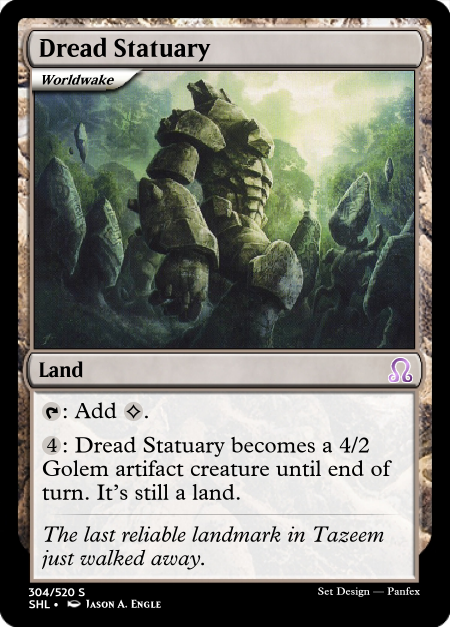 Dread Statuary
Worldwake
Land
: Add .
4: Dread Statuary becomes a 4/2
Golem artifact creature until end of
turn. It's still a land.
The last reliable landmark in Tazeem
just walked away.
304/520 S
Set Design — Panfex
SHL • Jason A. Engle